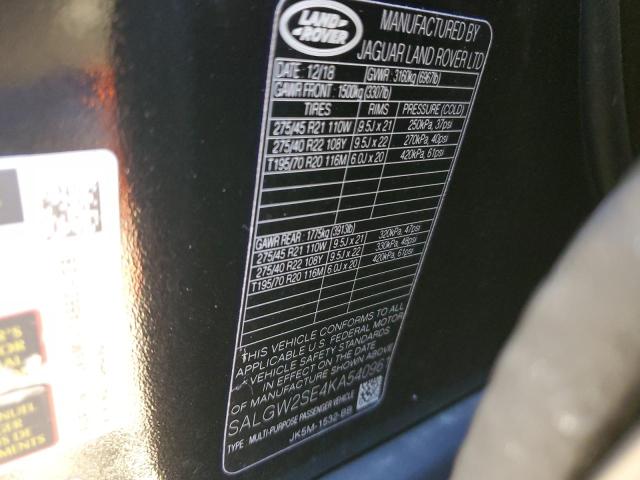 LAND
ROVER
MANUFACTURED BY
JAGUAR LAND ROVER LTD
DATE: 12/18 GVWR: 3160kg (6967lb)
GAWR FRONT: 1500kg (3307lb)
TIRES RIMS PRESSURE (COLD)
275/45 R21 110W 9.5J x 21 250kPa, 37psi
275/40 R22 108Y 9.5J x 22 270kPa, 40psi
T195/70 R20 116M 6.0J x 20 420kPa, 61psi
GAWR REAR: 1775kg (3913lb)
275/45 R21 110W 9.5J x 21 320kPa, 47psi
275/40 R22 108Y 9.5J x 22 330kPa, 48psi
T195/70 R20 116M 6.0J x 20 420kPa, 61psi
THIS VEHICLE CONFORMS TO ALL
APPLICABLE U.S. FEDERAL MOTOR
VEHICLE SAFETY STANDARDS
IN EFFECT ON THE DATE
OF MANUFACTURE SHOWN ABOVE
SALGW2SE4KA54096
TYPE: MULTI-PURPOSE PASSENGER VEHICLE
JK5M-1532-BB
MANUEL